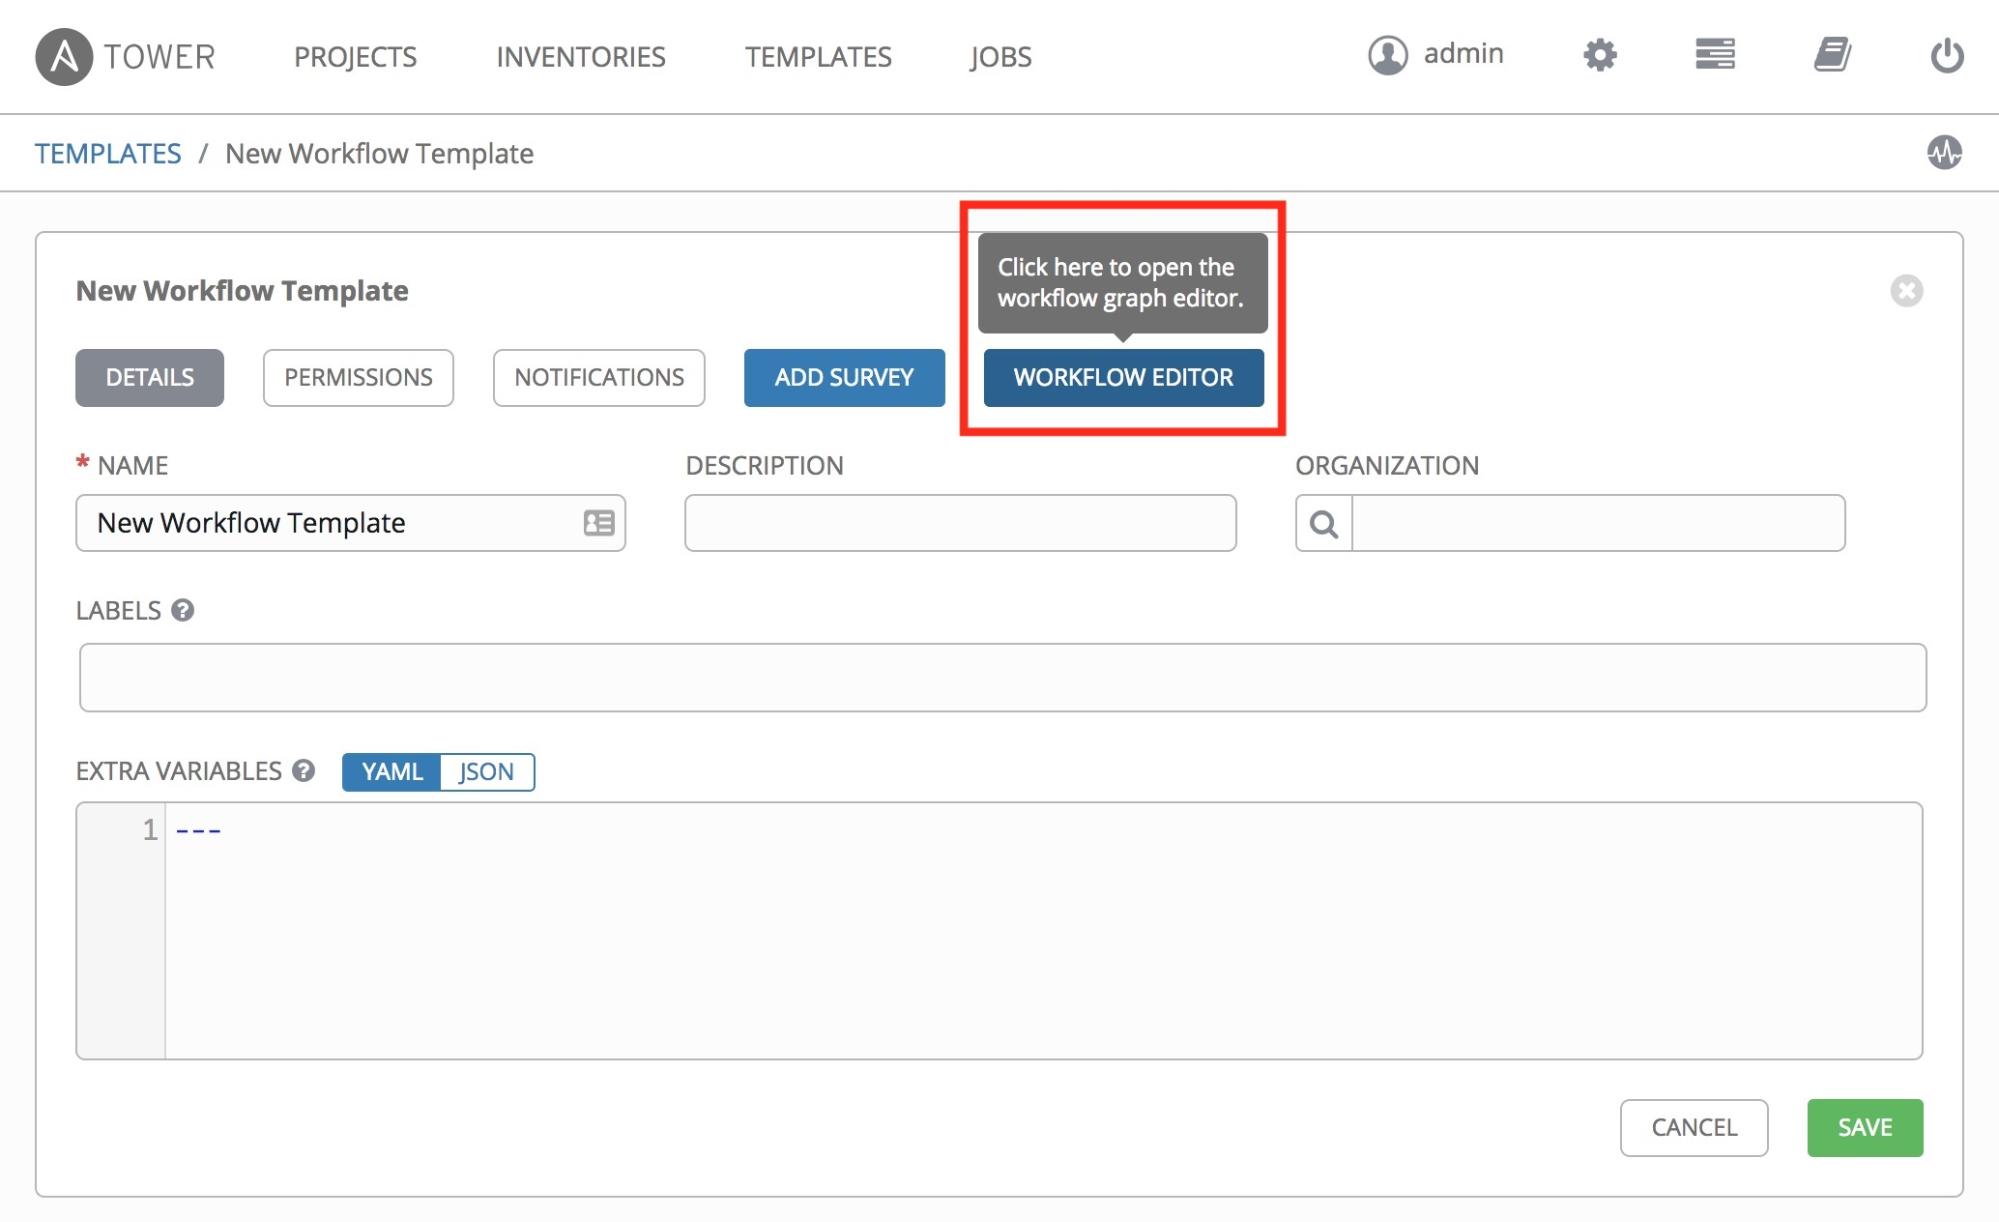 TOWER PROJECTS INVENTORIES TEMPLATES JOBS admin
TEMPLATES / New Workflow Template
Click here to open the
workflow graph editor.
New Workflow Template
DETAILS PERMISSIONS NOTIFICATIONS ADD SURVEY WORKFLOW EDITOR
* NAME DESCRIPTION ORGANIZATION
New Workflow Template
LABELS ?
EXTRA VARIABLES ? YAML JSON
1 ---
CANCEL SAVE